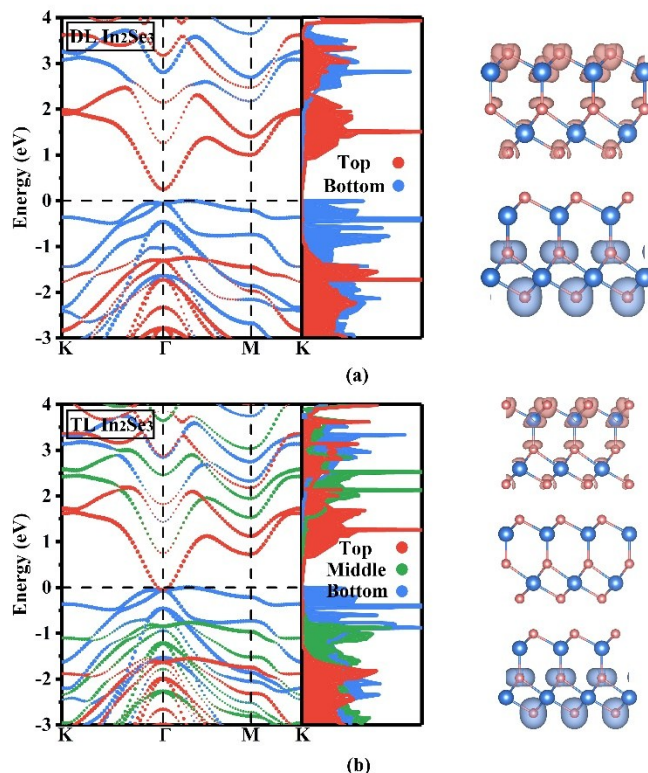 4
DL In₂Se₃
3
2
1
0
-1
-2
-3
Energy (eV)
Top
Bottom
K Γ M K
(a)
4
TL In₂Se₃
3
2
1
0
-1
-2
-3
Energy (eV)
Top
Middle
Bottom
K Γ M K
(b)